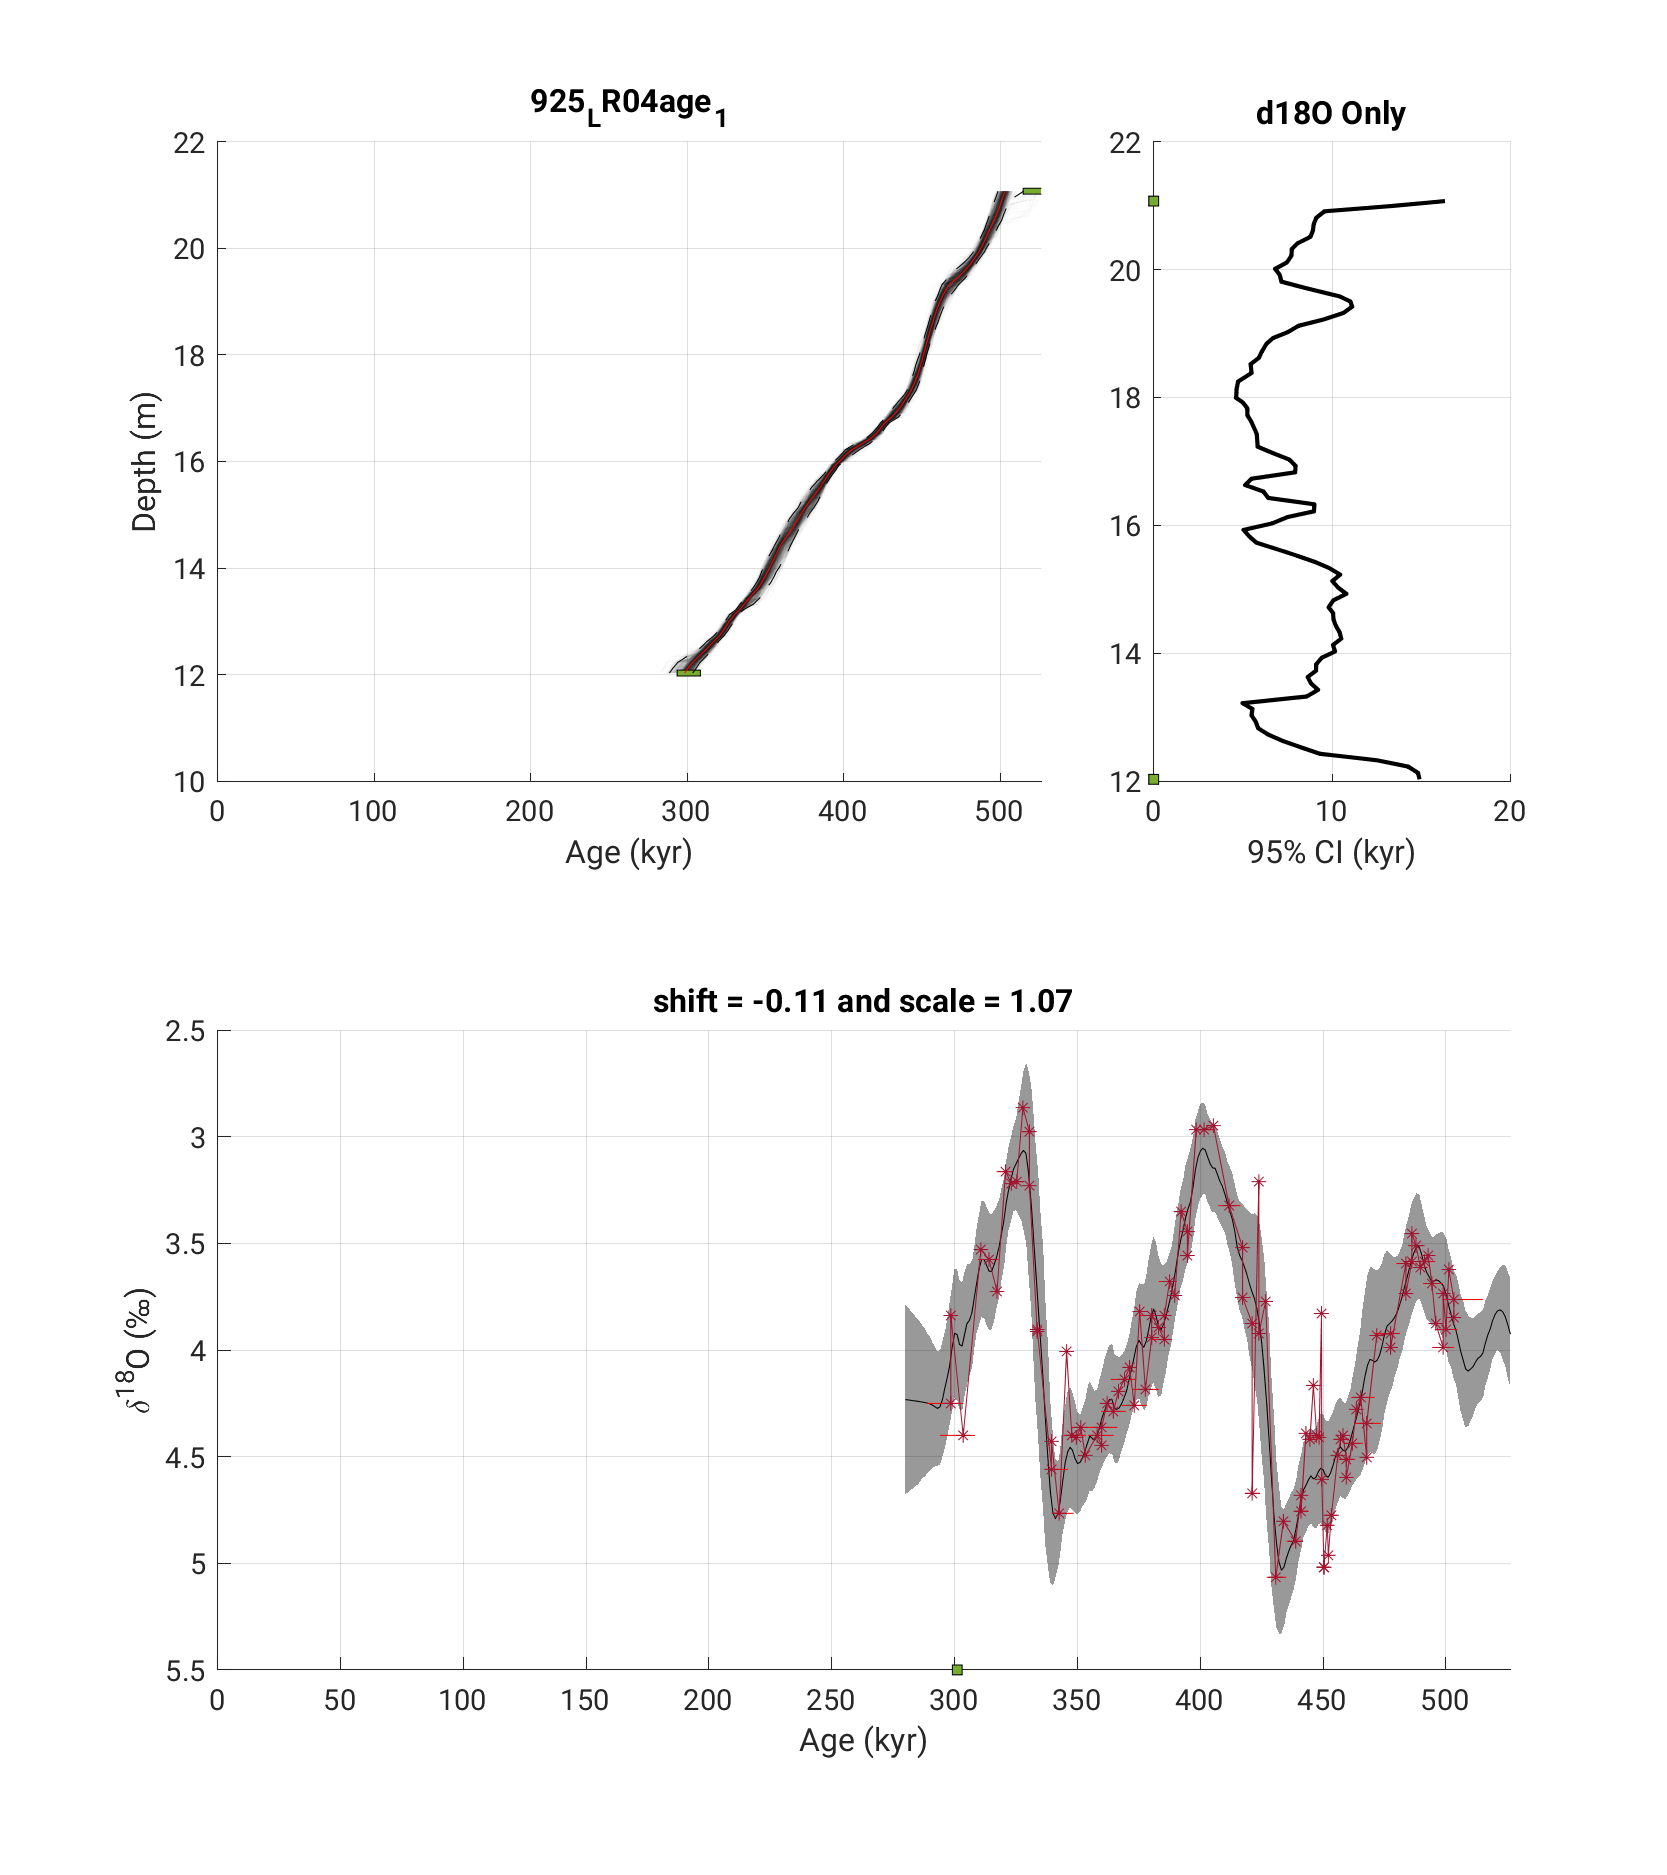 925LR04age1
22
20
18
16
14
12
10
Depth (m)
0 100 200 300 400 500
Age (kyr)
d18O Only
22
20
18
16
14
12
0 10 20
95% CI (kyr)
shift = -0.11 and scale = 1.07
2.5
3
3.5
4
4.5
5
5.5
δ18O (‰)
0 50 100 150 200 250 300 350 400 450 500
Age (kyr)